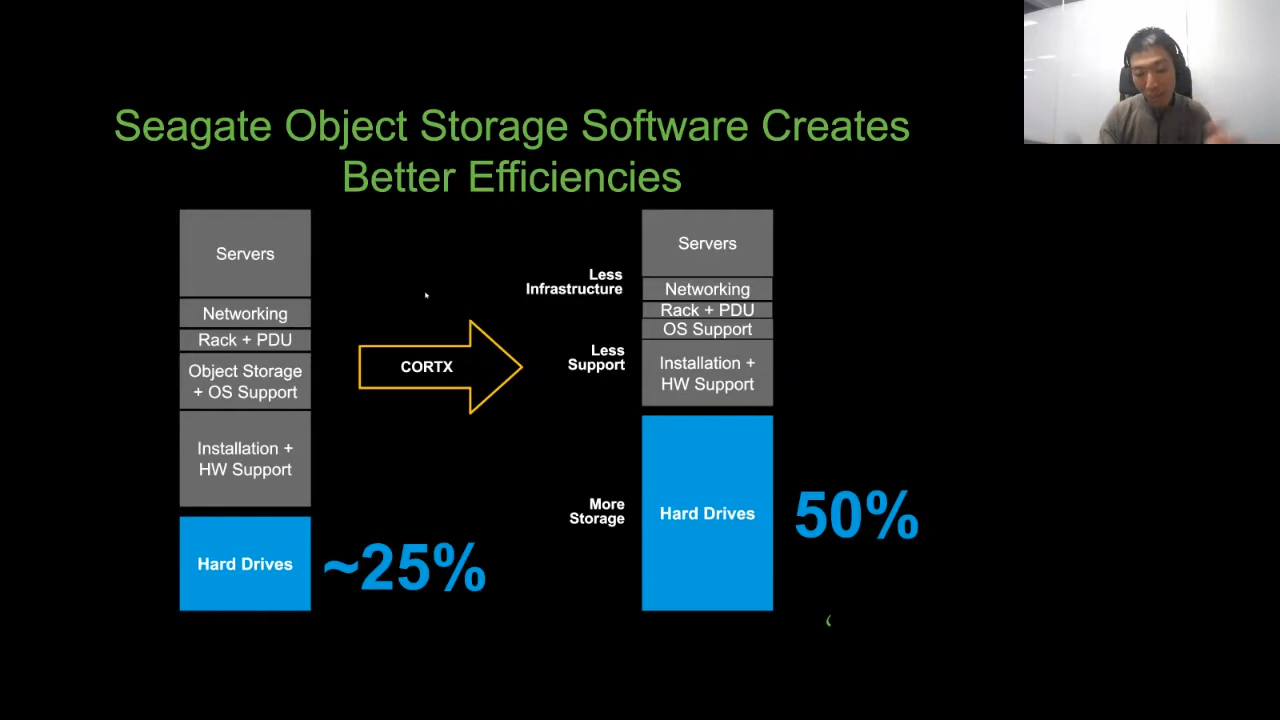 Seagate Object Storage Software Creates
Better Efficiencies
Servers
Networking
Rack + PDU
Object Storage
+ OS Support
Installation +
HW Support
Hard Drives
~25%
CORTX
Less
Infrastructure
Less
Support
More
Storage
Servers
Networking
Rack + PDU
OS Support
Installation +
HW Support
Hard Drives
50%